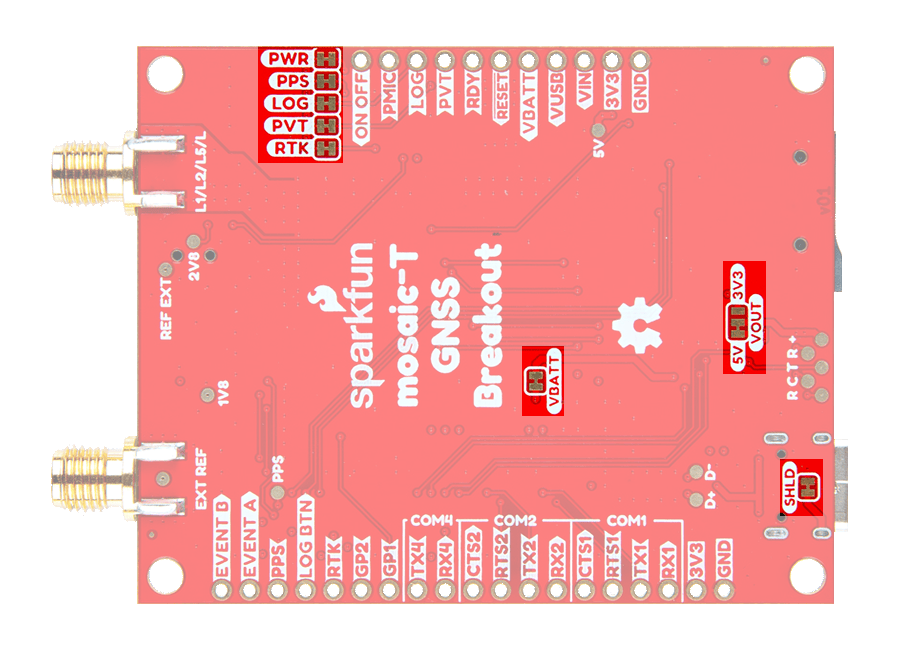 PWR
PPS
LOG
PVT
RTK
ON OFF
PMIC
LOG
PVT
RDY
RESET
VBATT
VUSB
VIN
3V3
GND
5V
L1/L2/L5/L
V01
2V8
REF EXT
1V8
sparkfun
mosaic-T
GNSS
Breakout
5V
3V3
VOUT
VBATT
RCTR+
SHLD
D-
D+
EXT REF
PPS
COM4
COM2
COM1
EVENT B
EVENT A
PPS
LOG BTN
RTK
GP2
GP1
TX4
RX4
CTS2
RTS2
TX2
RX2
CTS1
RTS1
TX1
RX1
3V3
GND